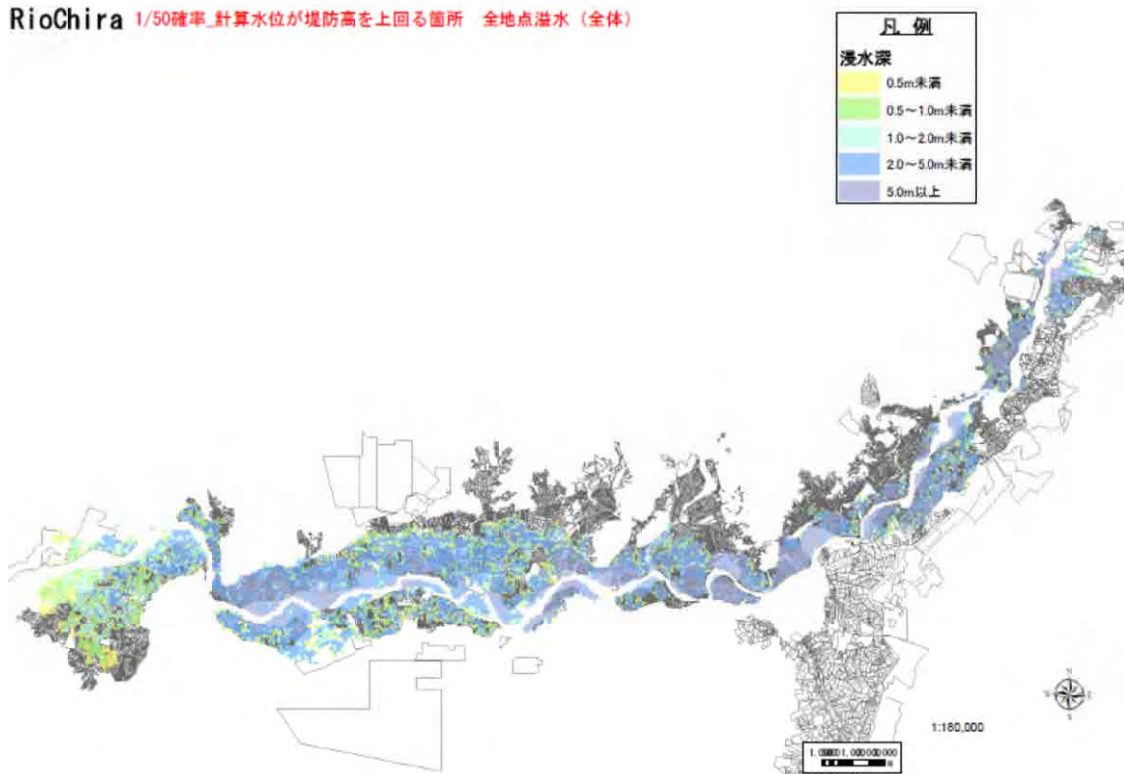 RioChira 1/50確率_計算水位が堤防高を上回る箇所 全地点溢水（全体）
凡 例
浸水深
0.5m未満
0.5～1.0m未満
1.0～2.0m未満
2.0～5.0m未満
5.0m以上
N
S
1:160,000
m